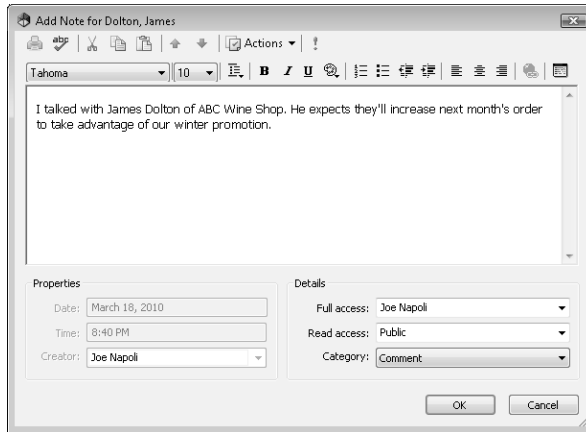 Add Note for Dolton, James
abc
Actions
!
Tahoma
10
B I U
I talked with James Dolton of ABC Wine Shop. He expects they'll increase next month's order
to take advantage of our winter promotion.
Properties
Date: March 18, 2010
Time: 8:40 PM
Creator: Joe Napoli
Details
Full access: Joe Napoli
Read access: Public
Category: Comment
OK
Cancel